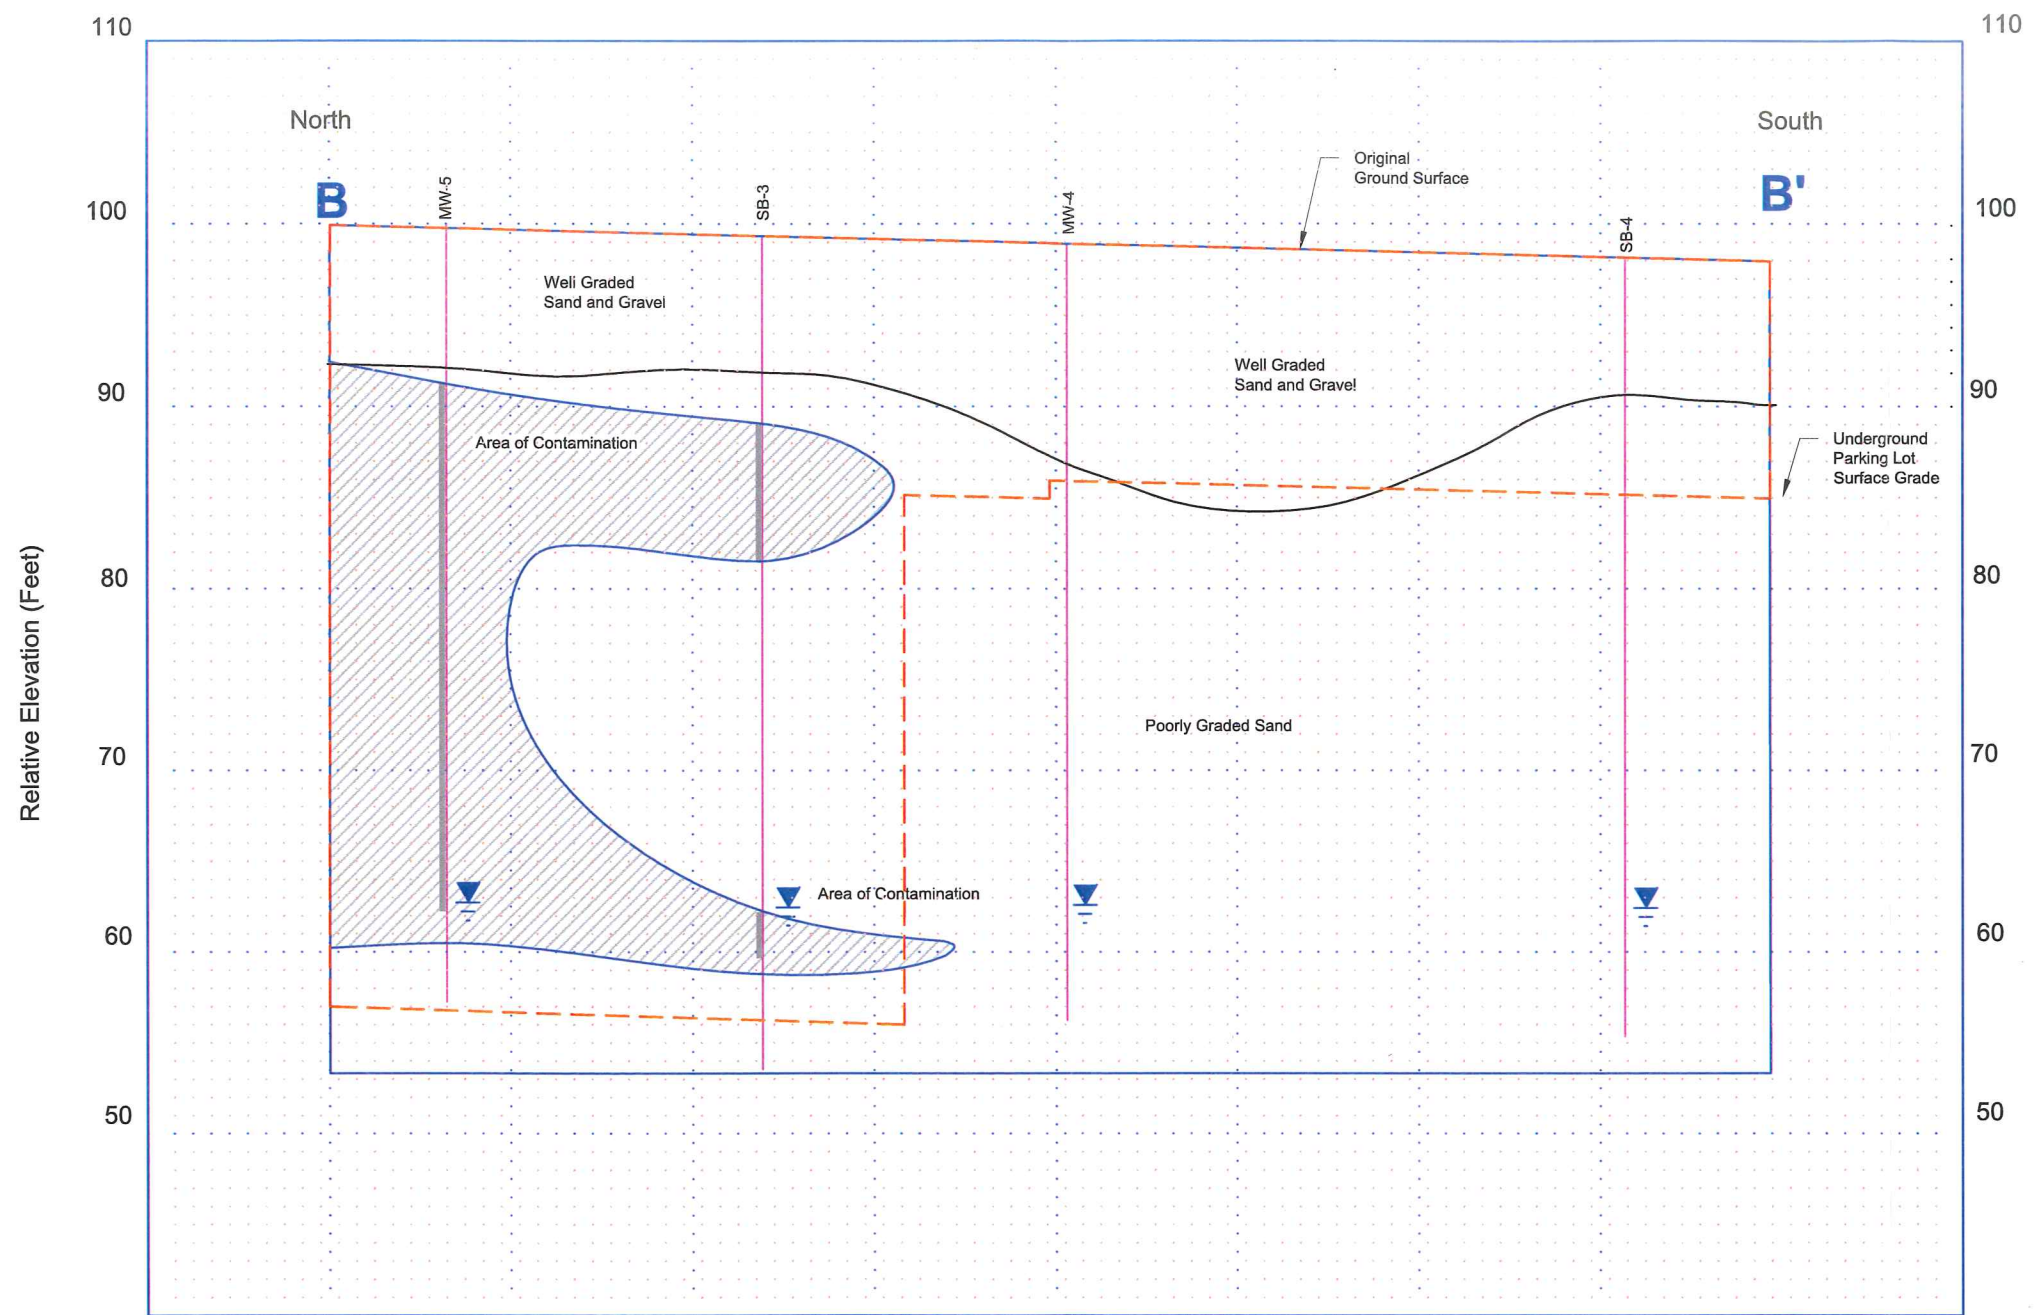 110
110
North
South
Original
Ground Surface
B
MW-5
SB-3
MW-4
SB-4
B'
100
100
Well Graded
Sand and Gravel
Well Graded
Sand and Gravel
90
90
Area of Contamination
Underground
Parking Lot
Surface Grade
80
80
Relative Elevation (Feet)
Poorly Graded Sand
70
70
Area of Contamination
60
60
50
50